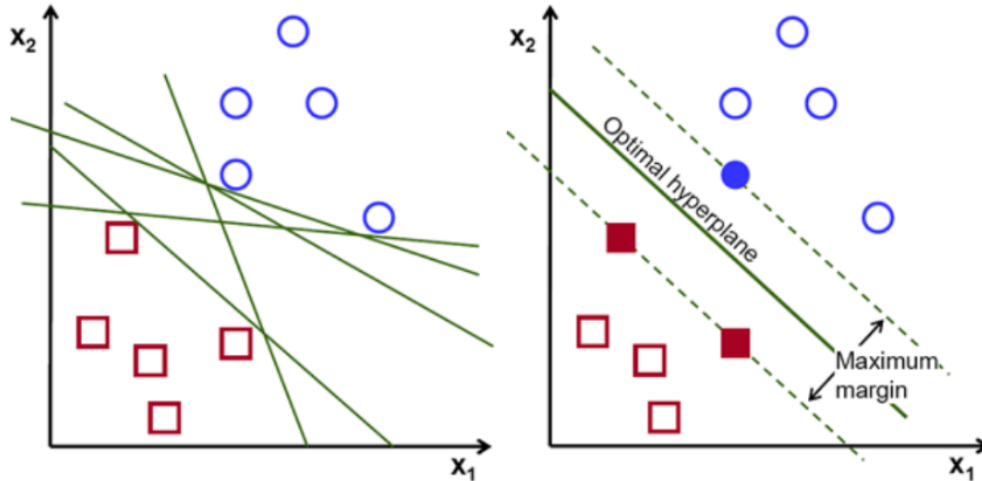 x₂
x₁
x₂
Optimal hyperplane
Maximum
margin
x₁